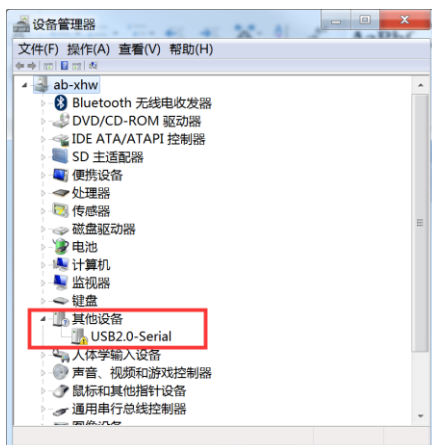 设备管理器
文件(F) 操作(A) 查看(V) 帮助(H)
ab-xhw
Bluetooth 无线电收发器
DVD/CD-ROM 驱动器
IDE ATA/ATAPI 控制器
SD 主适配器
便携设备
处理器
传感器
磁盘驱动器
电池
计算机
监视器
键盘
其他设备
USB2.0-Serial
人体学输入设备
声音、视频和游戏控制器
鼠标和其他指针设备
通用串行总线控制器